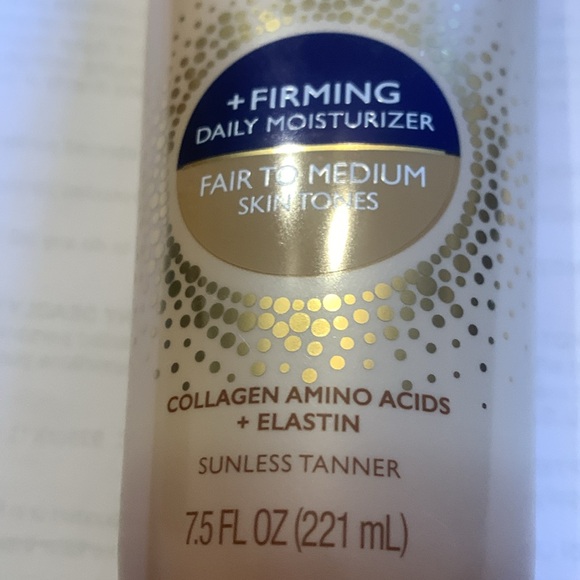 +FIRMING
DAILY MOISTURIZER
FAIR TO MEDIUM
SKIN TONES
COLLAGEN AMINO ACIDS
+ ELASTIN
SUNLESS TANNER
7.5 FL OZ (221 mL)